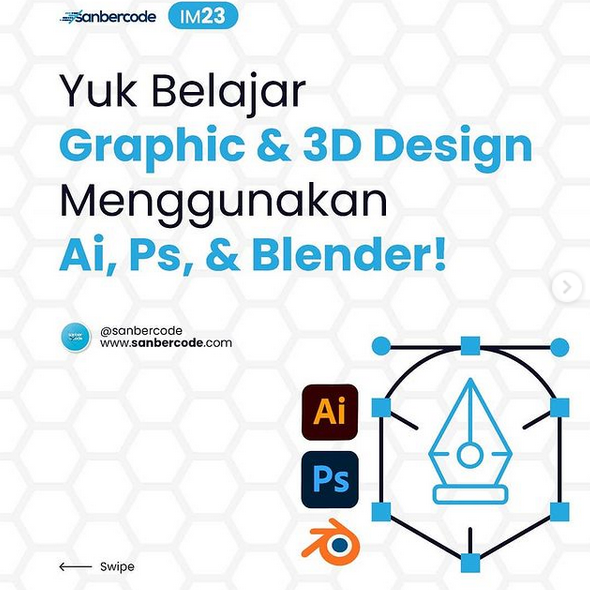 sanbercode IM23
Yuk Belajar
Graphic & 3D Design
Menggunakan
Ai, Ps, & Blender!
@sanbercode
www.sanbercode.com
Ai
Ps
Swipe